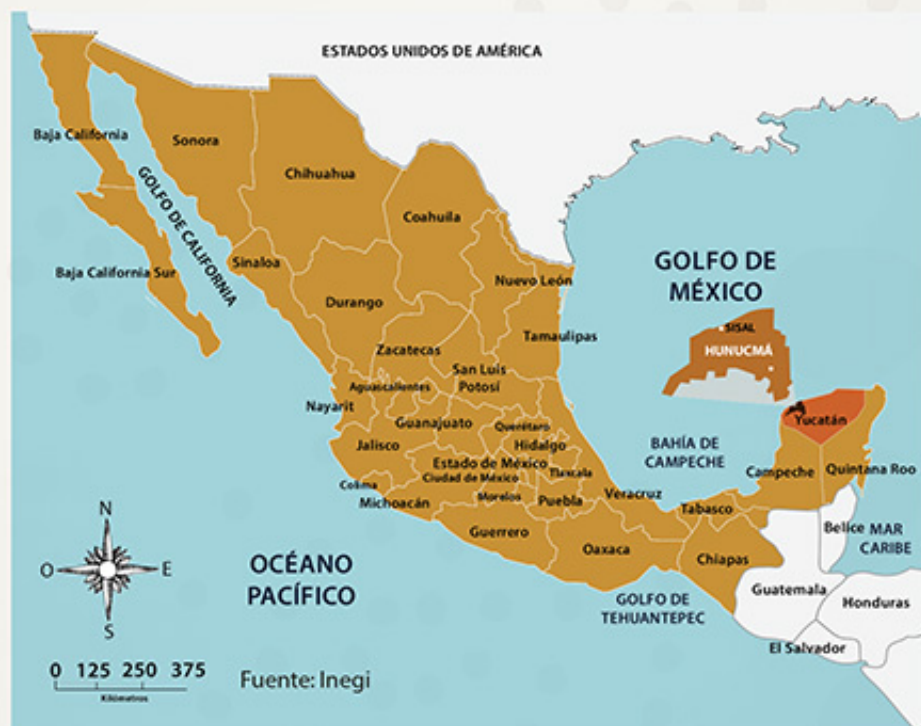 ESTADOS UNIDOS DE AMÉRICA
Baja California
Sonora
Chihuahua
Coahuila
GOLFO DE CALIFORNIA
Baja California Sur
Sinaloa
Durango
Nuevo León
Tamaulipas
Zacatecas
San Luis
Potosí
Aguascalientes
Nayarit
Guanajuato
Querétaro
Hidalgo
Jalisco
Estado de México
Tlaxcala
Ciudad de México
Colima
Michoacán
Morelos
Puebla
Veracruz
Guerrero
Oaxaca
Tabasco
Chiapas
Campeche
Yucatán
Quintana Roo
GOLFO DE
MÉXICO
SISAL
HUNUCMÁ
BAHÍA DE
CAMPECHE
Belice
MAR
CARIBE
Guatemala
Honduras
El Salvador
GOLFO DE
TEHUANTEPEC
OCÉANO
PACÍFICO
N
O
E
S
0 125 250 375
Kilómetros
Fuente: Inegi